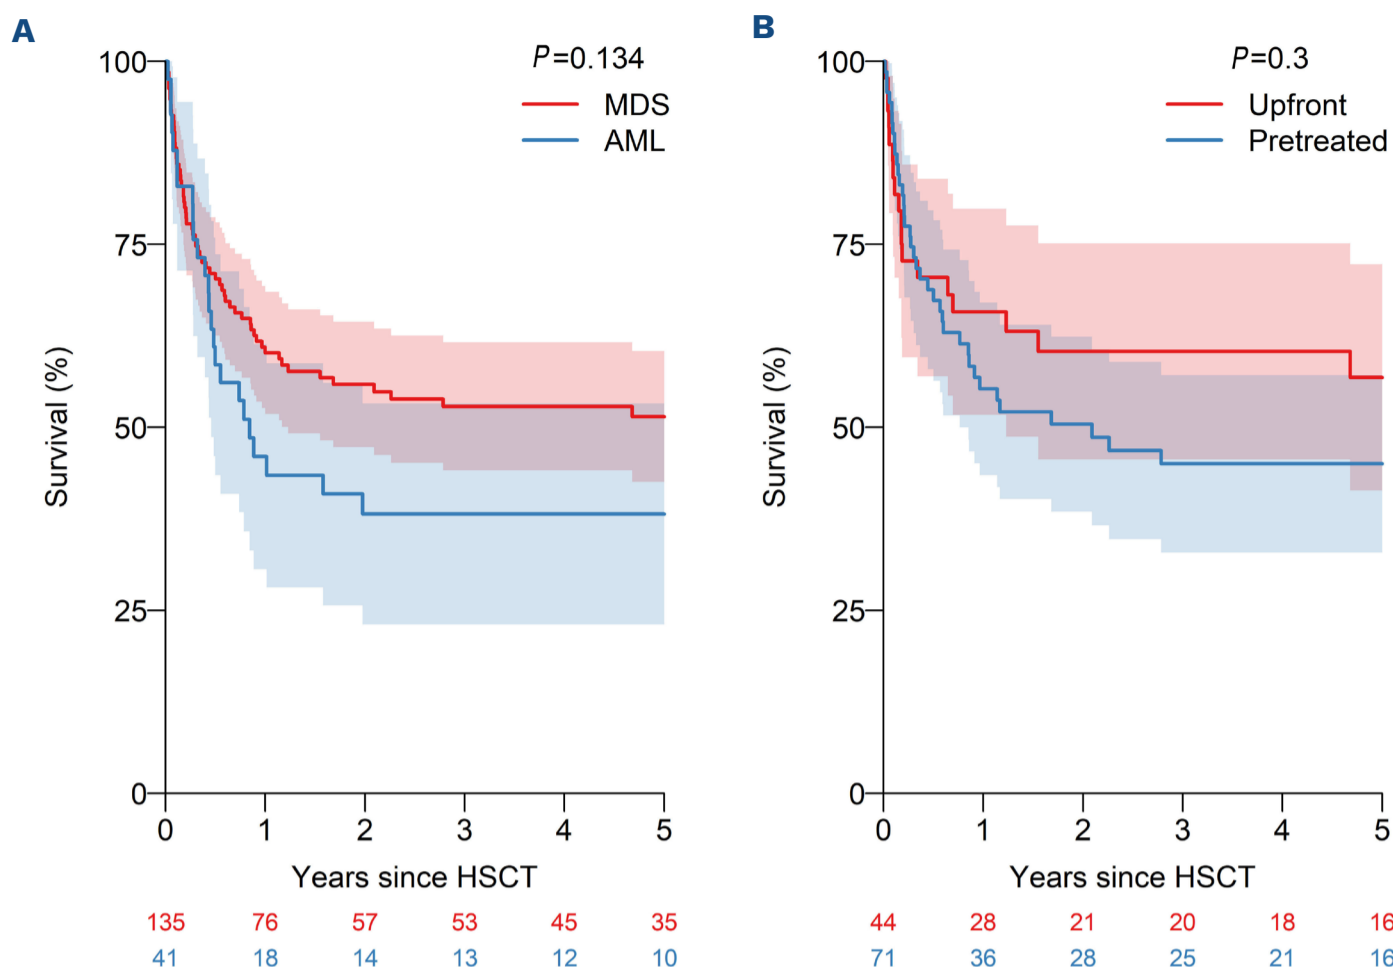 A
P=0.134
MDS
AML
100
75
50
25
0
Survival (%)
0 1 2 3 4 5
Years since HSCT
135 76 57 53 45 35
41 18 14 13 12 10
B
P=0.3
Upfront
Pretreated
100
75
50
25
0
Survival (%)
0 1 2 3 4 5
Years since HSCT
44 28 21 20 18 16
71 36 28 25 21 16